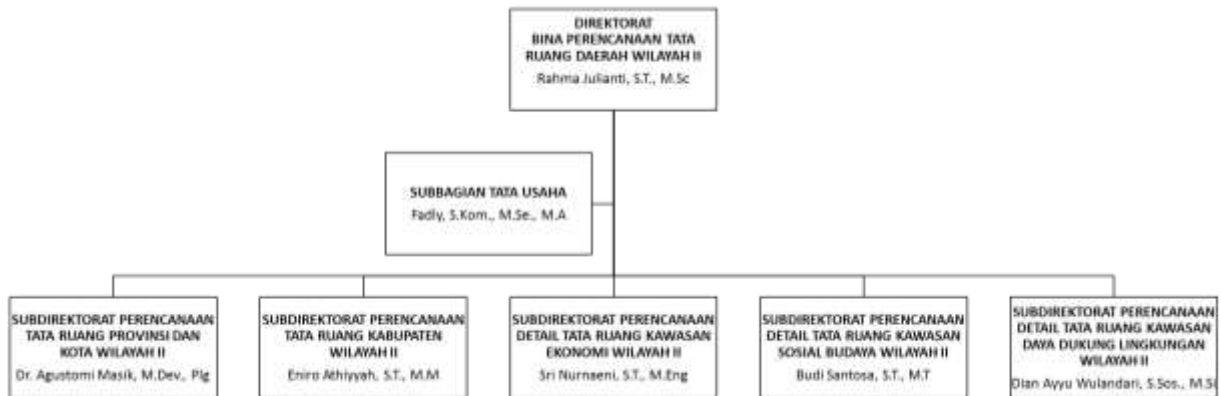 DIREKTORAT
BINA PERENCANAAN TATA
RUANG DAERAH WILAYAH II
Rahma Julianti, S.T., M.Sc
SUBBAGIAN TATA USAHA
Fadly, S.Kom., M.Se., M.A
SUBDIREKTORAT PERENCANAAN
TATA RUANG PROVINSI DAN
KOTA WILAYAH II
Dr. Agustomi Masik, M.Dev., Plg
SUBDIREKTORAT PERENCANAAN
TATA RUANG KABUPATEN
WILAYAH II
Eniro Athiyyah, S.T., M.M
SUBDIREKTORAT PERENCANAAN
DETAIL TATA RUANG KAWASAN
EKONOMI WILAYAH II
Sri Nurnaeni, S.T., M.Eng
SUBDIREKTORAT PERENCANAAN
DETAIL TATA RUANG KAWASAN
SOSIAL BUDAYA WILAYAH II
Budi Santosa, S.T., M.T
SUBDIREKTORAT PERENCANAAN
DETAIL TATA RUANG KAWASAN
DAYA DUKUNG LINGKUNGAN
WILAYAH II
Dian Ayyu Wulandari, S.Sos., M.Si